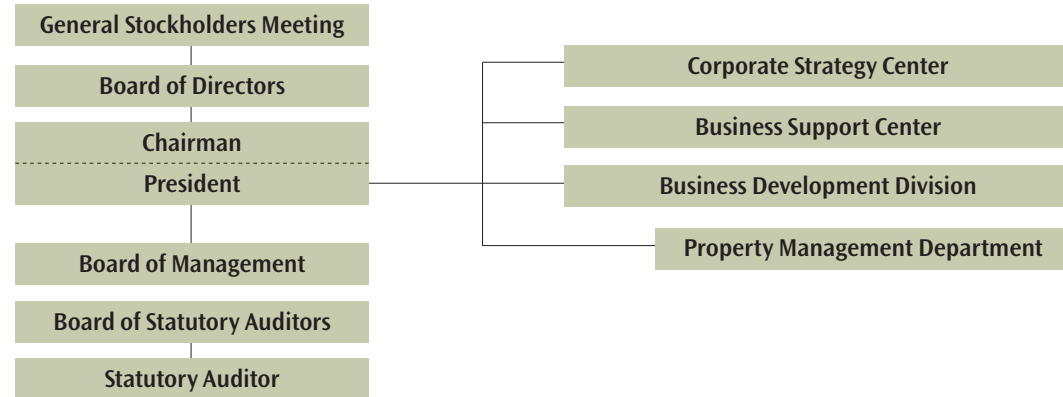 General Stockholders Meeting
Board of Directors
Chairman
President
Board of Management
Board of Statutory Auditors
Statutory Auditor
Corporate Strategy Center
Business Support Center
Business Development Division
Property Management Department